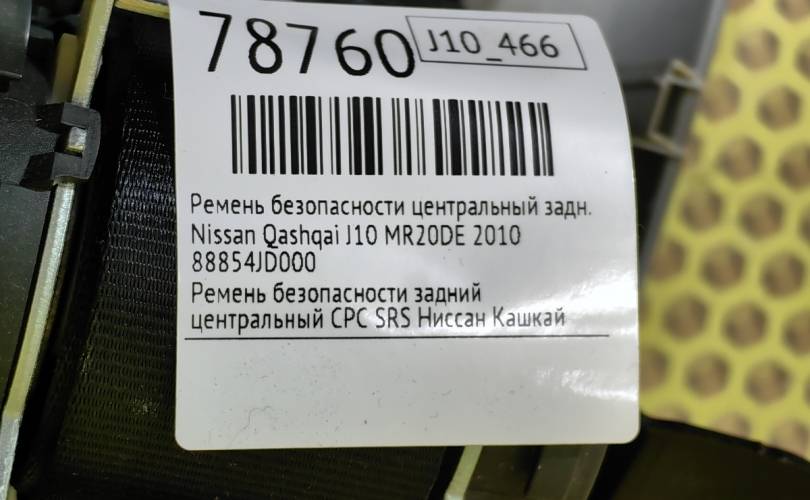 78760
J10_466
Ремень безопасности центральный задн.
Nissan Qashqai J10 MR20DE 2010
88854JD000
Ремень безопасности задний
центральный СРС SRS Ниссан Кашкай